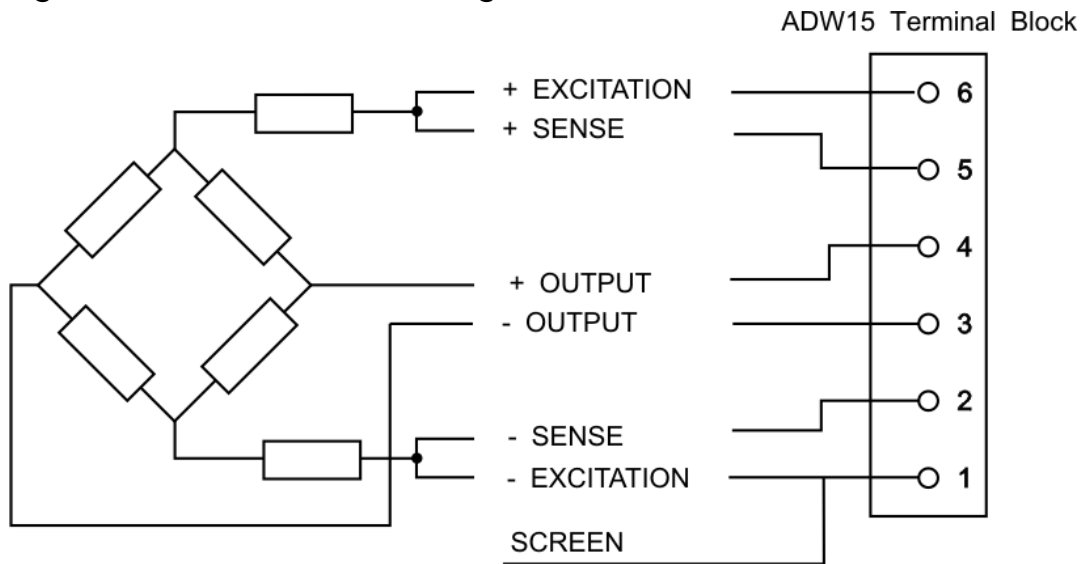 ADW15 Terminal Block
+ EXCITATION
6
+ SENSE
5
4
+ OUTPUT
- OUTPUT
3
2
- SENSE
- EXCITATION
1
SCREEN